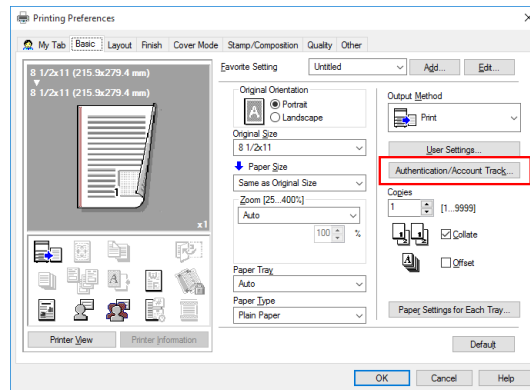 Printing Preferences
My Tab Basic Layout Finish Cover Mode Stamp/Composition Quality Other
8 1/2x11 (215.9x279.4 mm)
8 1/2x11 (215.9x279.4 mm)
1
x1
Printer View
Printer Information
Favorite Setting
Untitled
Add...
Edit...
Original Orientation
A
Portrait
Landscape
Original Size
8 1/2x11
Paper Size
Same as Original Size
Zoom [25...400%]
Auto
100 %
Paper Tray
Auto
Paper Type
Plain Paper
Output Method
Print
User Settings...
Authentication/Account Track...
Copies
1 [1...9999]
Collate
Offset
Paper Settings for Each Tray...
Default
OK Cancel Help